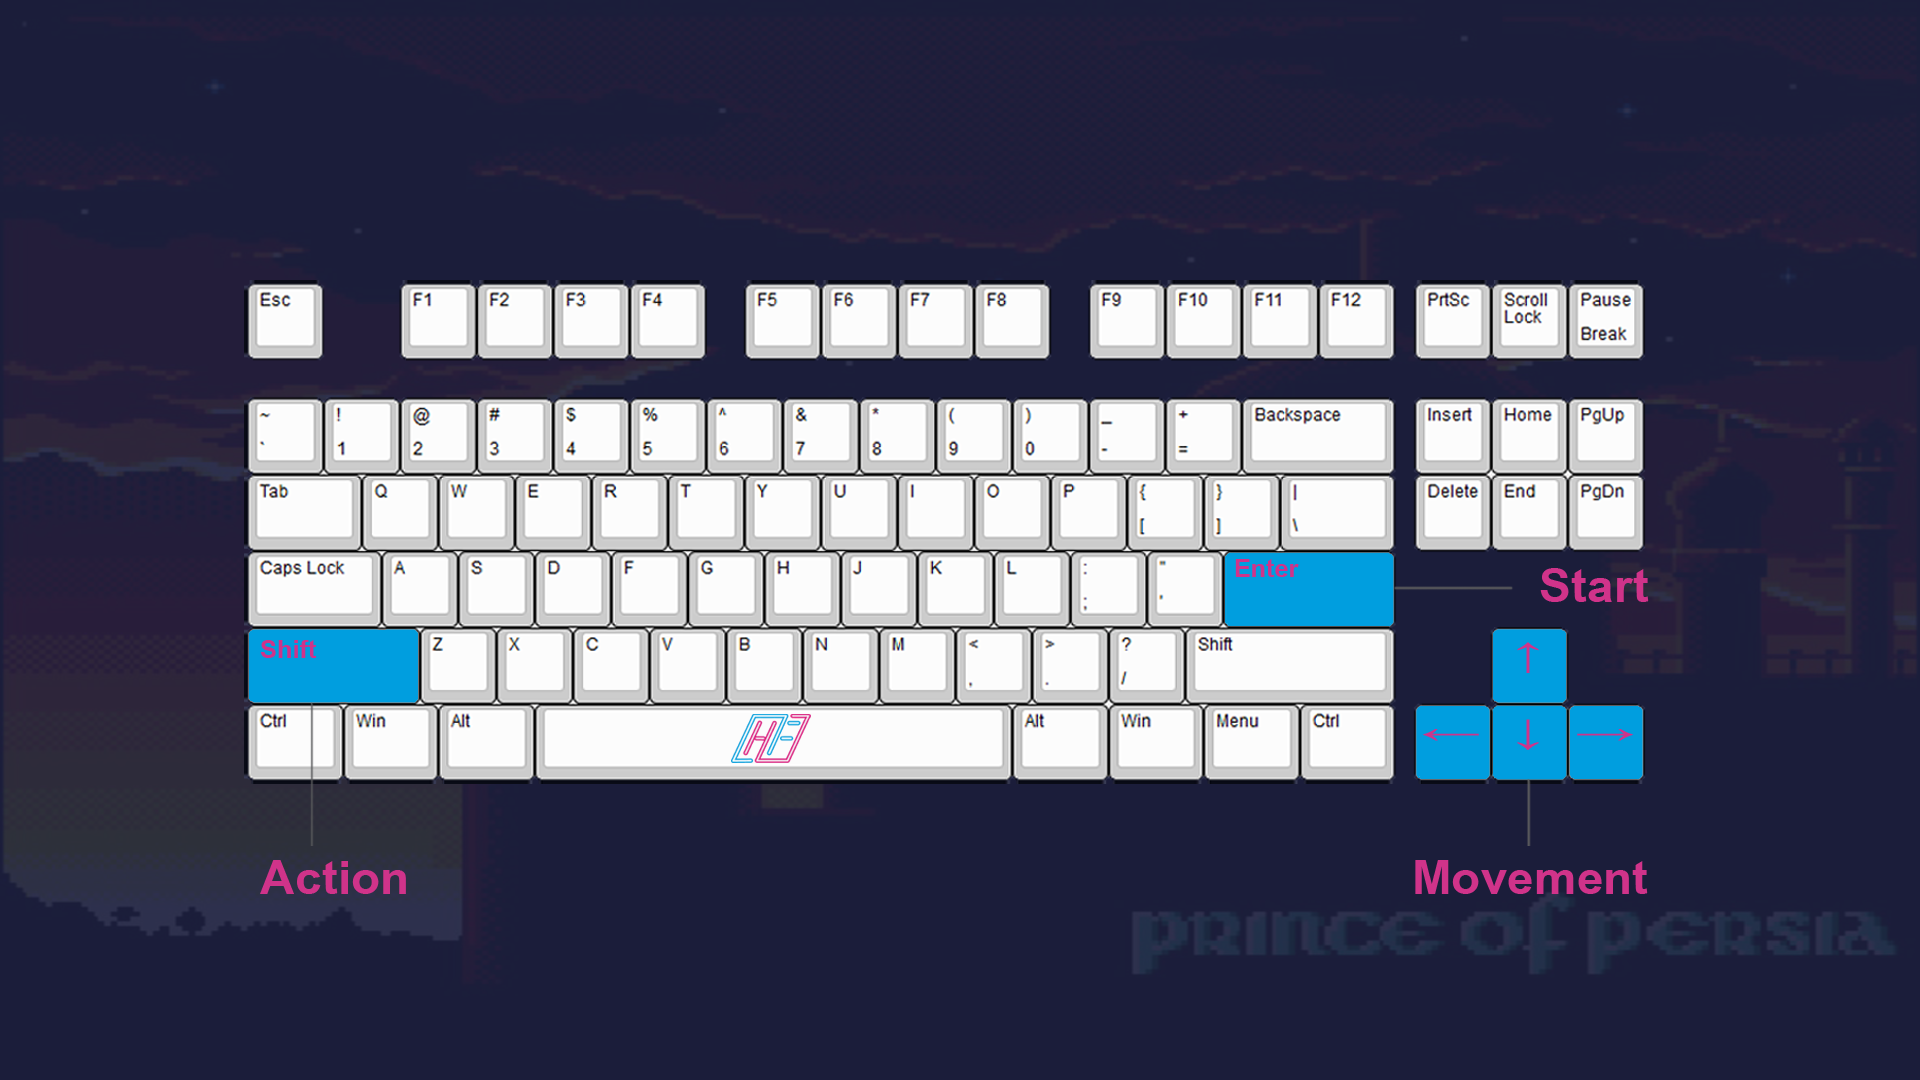 Esc F1 F2 F3 F4 F5 F6 F7 F8 F9 F10 F11 F12 PrtSc Scroll Lock Pause Break
~ ` ! 1 @ 2 # 3 $ 4 % 5 ^ 6 & 7 * 8 ( 9 ) 0 _ - + = Backspace Insert Home PgUp
Tab Q W E R T Y U I O P { [ } ] | \ Delete End PgDn
Caps Lock A S D F G H J K L : ; " ' Enter Start
Shift Z X C V B N M < , > . ? / Shift ↑
Ctrl Win Alt Alt Win Menu Ctrl ← ↓ →
Action Movement
PRINCE OF PERSIA